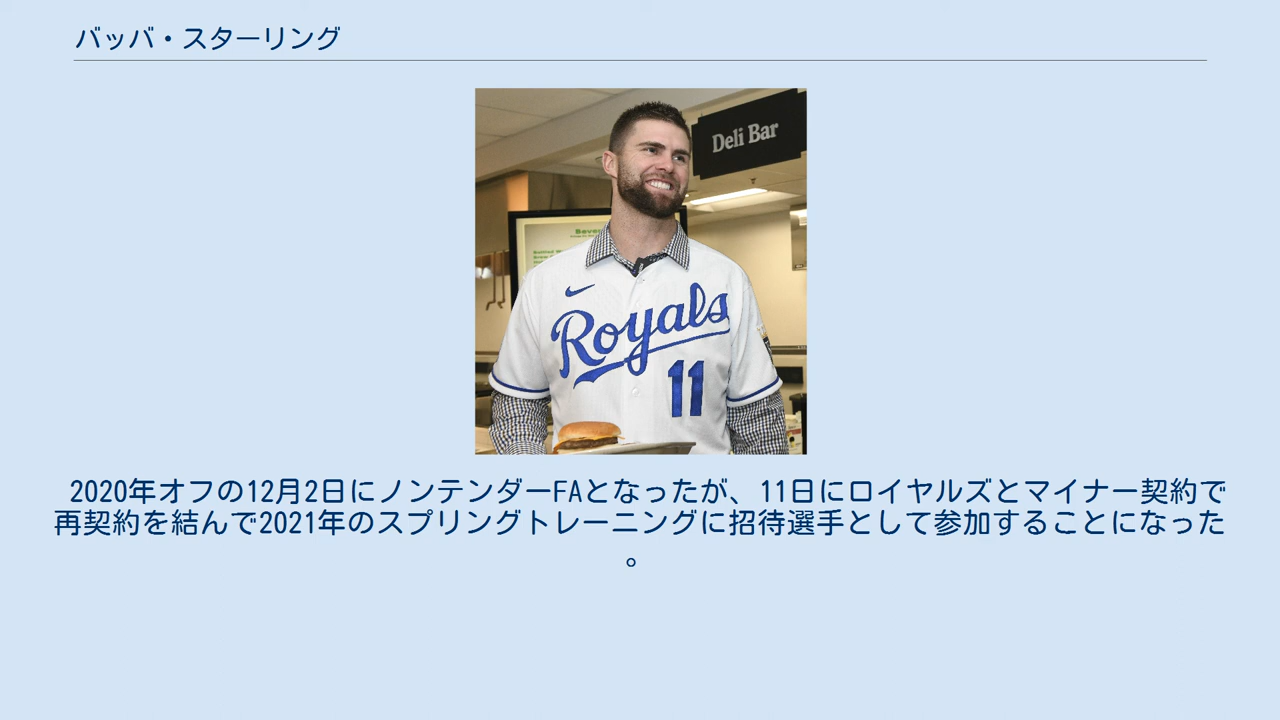 バッバ・スターリング
Deli Bar
Royals
11
2020年オフの12月2日にノンテンダーFAとなったが、11日にロイヤルズとマイナー契約で
再契約を結んで2021年のスプリングトレーニングに招待選手として参加することになった
。